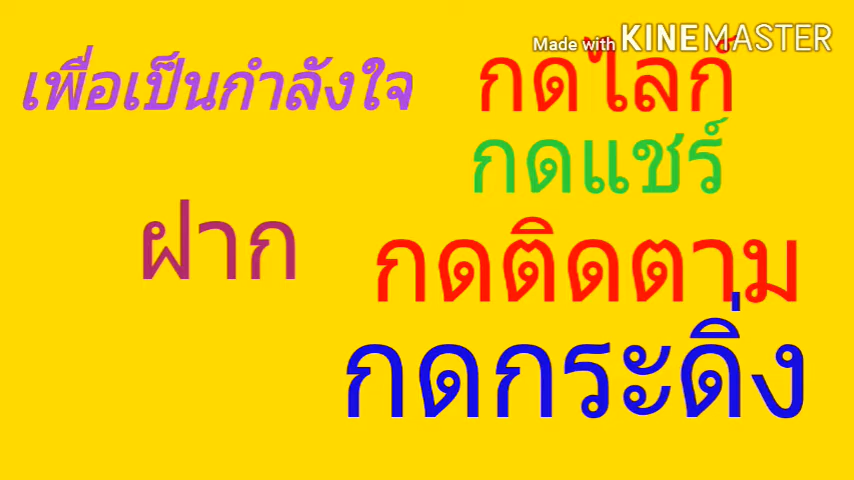 Made with KINEMASTER
เพื่อเป็นกำลังใจ
กดไลก์
กดแชร์
ฝาก
กดติดตาม
กดกระดิ่ง